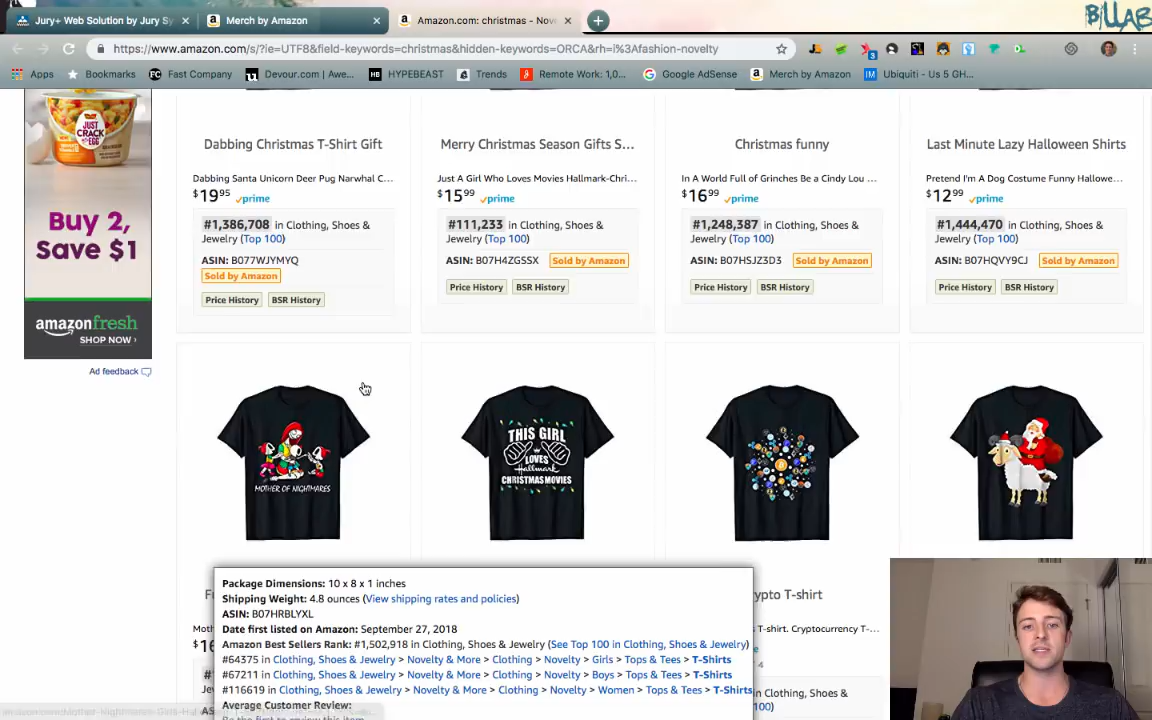 BILLAB
Jury+ Web Solution by Jury Sy
Merch by Amazon
Amazon.com: christmas - Nov
https://www.amazon.com/s/?ie=UTF8&field-keywords=christmas&hidden-keywords=ORCA&rh=i%3Afashion-novelty
Apps
Bookmarks
Fast Company
Devour.com | Awe...
HYPEBEAST
Trends
Remote Work: 1,0...
Google AdSense
Merch by Amazon
Ubiquiti - Us 5 GH...
JUST CRACK an EGG
Buy 2,
Save $1
amazonfresh
SHOP NOW ›
Ad feedback
Dabbing Christmas T-Shirt Gift
Dabbing Santa Unicorn Deer Pug Narwhal C...
$1995 prime
#1,386,708 in Clothing, Shoes &
Jewelry (Top 100)
ASIN: B077WJYMYQ
Sold by Amazon
Price History BSR History
Merry Christmas Season Gifts S...
Just A Girl Who Loves Movies Hallmark-Chri...
$1599 prime
#111,233 in Clothing, Shoes &
Jewelry (Top 100)
ASIN: B07H4ZGSSX Sold by Amazon
Price History BSR History
Christmas funny
In A World Full of Grinches Be a Cindy Lou ...
$1699 prime
#1,248,387 in Clothing, Shoes &
Jewelry (Top 100)
ASIN: B07HSJZ3D3 Sold by Amazon
Price History BSR History
Last Minute Lazy Halloween Shirts
Pretend I'm A Dog Costume Funny Hallowe...
$1299 prime
#1,444,470 in Clothing, Shoes &
Jewelry (Top 100)
ASIN: B07HQVY9CJ Sold by Amazon
Price History BSR History
MOTHER OF NIGHTMARES
THIS GIRL
LOVES
Hallmark
CHRISTMAS MOVIES
Package Dimensions: 10 x 8 x 1 inches
Shipping Weight: 4.8 ounces (View shipping rates and policies)
ASIN: B07HRBLYXL
Date first listed on Amazon: September 27, 2018
Amazon Best Sellers Rank: #1,502,918 in Clothing, Shoes & Jewelry (See Top 100 in Clothing, Shoes & Jewelry)
#64375 in Clothing, Shoes & Jewelry > Novelty & More > Clothing > Novelty > Girls > Tops & Tees > T-Shirts
#67211 in Clothing, Shoes & Jewelry > Novelty & More > Clothing > Novelty > Boys > Tops & Tees > T-Shirts
#116619 in Clothing, Shoes & Jewelry > Novelty & More > Clothing > Novelty > Women > Tops & Tees > T-Shirts
Average Customer Review:
ypto T-shirt
T-shirt. Cryptocurrency T-...
n Clothing, Shoes &